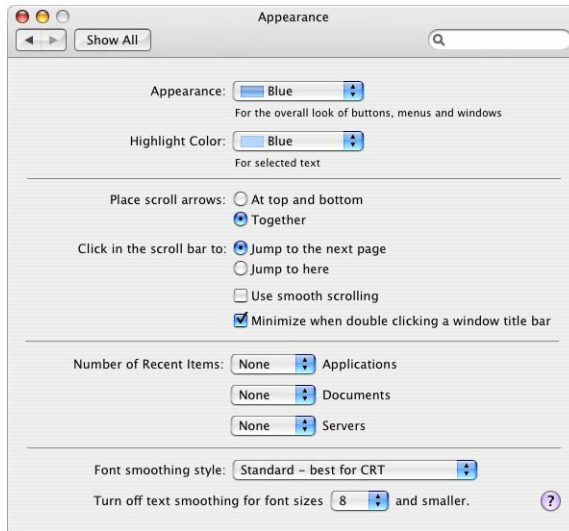 Appearance
Show All
Appearance: Blue
For the overall look of buttons, menus and windows
Highlight Color: Blue
For selected text
Place scroll arrows: At top and bottom
Together
Click in the scroll bar to: Jump to the next page
Jump to here
Use smooth scrolling
Minimize when double clicking a window title bar
Number of Recent Items: None Applications
None Documents
None Servers
Font smoothing style: Standard – best for CRT
Turn off text smoothing for font sizes 8 and smaller. ?